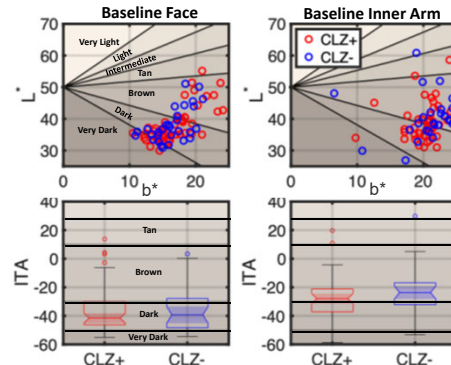 Baseline Face
Baseline Inner Arm
70
60
50
40
30
L*
Very Light
Light
Intermediate
Tan
Brown
Dark
Very Dark
0
10
20
b*
70
60
50
40
30
L*
CLZ+
CLZ-
0
10
20
b*
40
20
0
-20
-40
-60
ITA
Tan
Brown
Dark
Very Dark
CLZ+
CLZ-
40
20
0
-20
-40
-60
ITA
CLZ+
CLZ-